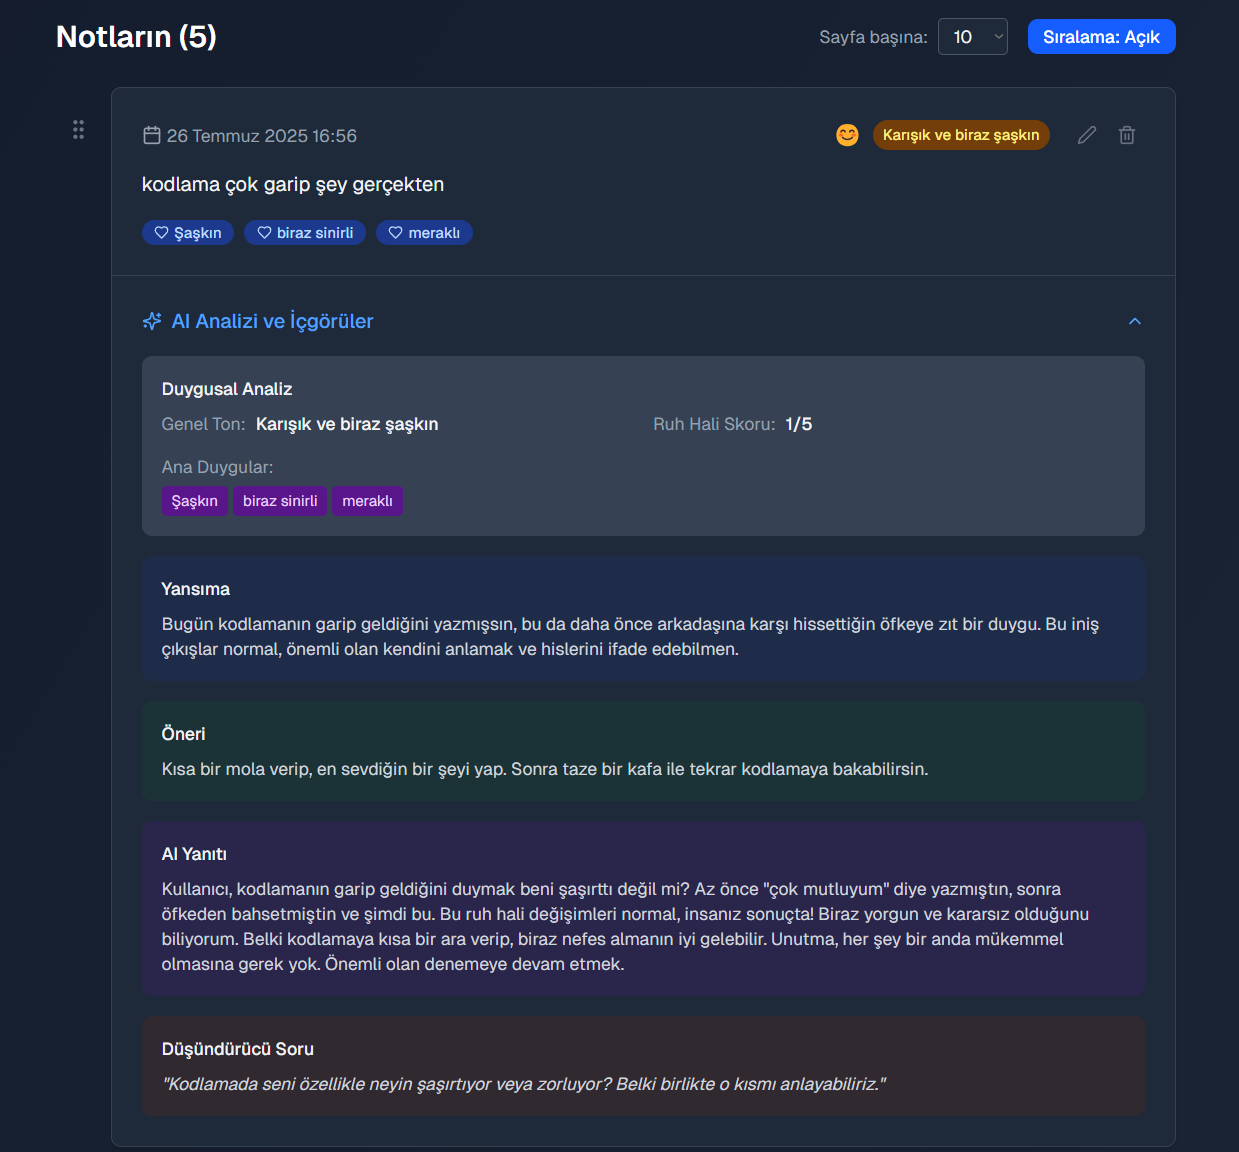 Notların (5)
Sayfa başına: 10 Sıralama: Açık
26 Temmuz 2025 16:56 Karışık ve biraz şaşkın
kodlama çok garip şey gerçekten
Şaşkın biraz sinirli meraklı
AI Analizi ve İçgörüler
Duygusal Analiz
Genel Ton: Karışık ve biraz şaşkın Ruh Hali Skoru: 1/5
Ana Duygular:
Şaşkın biraz sinirli meraklı
Yansıma
Bugün kodlamanın garip geldiğini yazmışsın, bu da daha önce arkadaşına karşı hissettiğin öfkeye zıt bir duygu. Bu iniş
çıkışlar normal, önemli olan kendini anlamak ve hislerini ifade edebilmen.
Öneri
Kısa bir mola verip, en sevdiğin bir şeyi yap. Sonra taze bir kafa ile tekrar kodlamaya bakabilirsin.
AI Yanıtı
Kullanıcı, kodlamanın garip geldiğini duymak beni şaşırttı değil mi? Az önce "çok mutluyum" diye yazmıştın, sonra
öfkeden bahsetmiştin ve şimdi bu. Bu ruh hali değişimleri normal, insanız sonuçta! Biraz yorgun ve kararsız olduğunu
biliyorum. Belki kodlamaya kısa bir ara verip, biraz nefes almanın iyi gelebilir. Unutma, her şey bir anda mükemmel
olmasına gerek yok. Önemli olan denemeye devam etmek.
Düşündürücü Soru
"Kodlamada seni özellikle neyin şaşırtıyor veya zorluyor? Belki birlikte o kısmı anlayabiliriz."